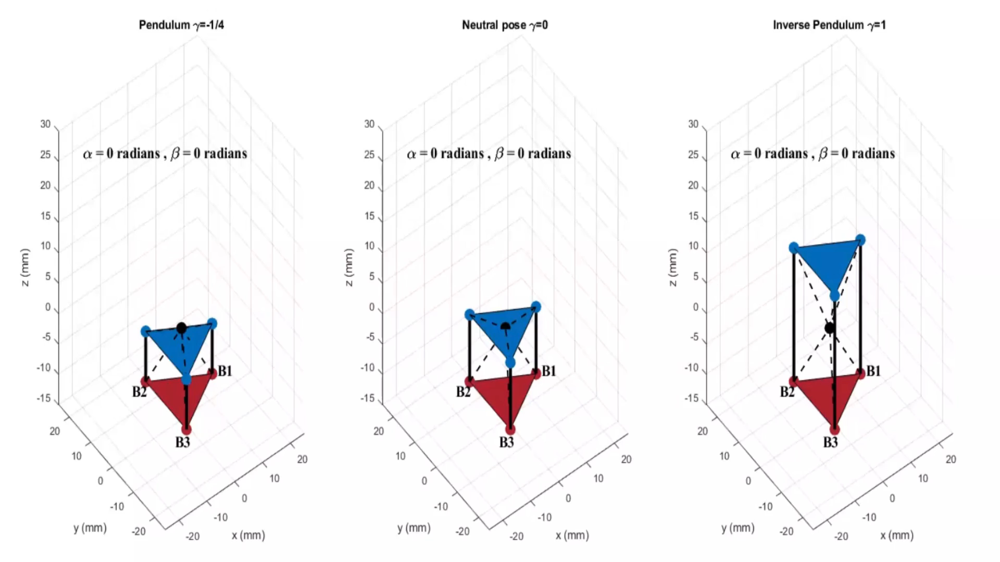 Pendulum γ=-1/4
30
25
20
15
10
5
0
-5
-10
-15
z (mm)
α = 0 radians , β = 0 radians
B1
B2
B3
20
10
0
-10
-20
y (mm)
20
10
0
-10
-20
x (mm)
Neutral pose γ=0
30
25
20
15
10
5
0
-5
-10
-15
z (mm)
α = 0 radians , β = 0 radians
B1
B2
B3
20
10
0
-10
-20
y (mm)
20
10
0
-10
-20
x (mm)
Inverse Pendulum γ=1
30
25
20
15
10
5
0
-5
-10
-15
z (mm)
α = 0 radians , β = 0 radians
B1
B2
B3
20
10
0
-10
-20
y (mm)
20
10
0
-10
-20
x (mm)